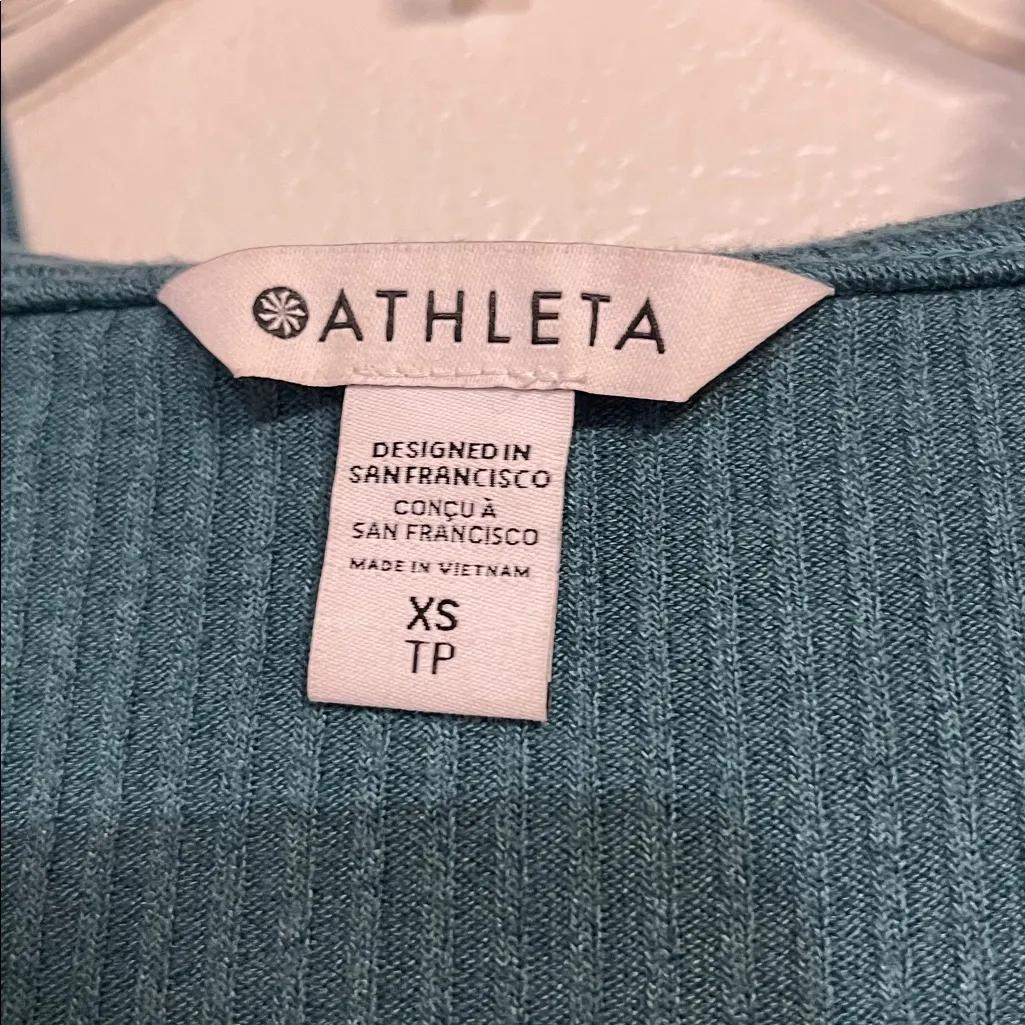 ATHLETA
DESIGNED IN
SAN FRANCISCO
CONÇU À
SAN FRANCISCO
MADE IN VIETNAM
XS
TP